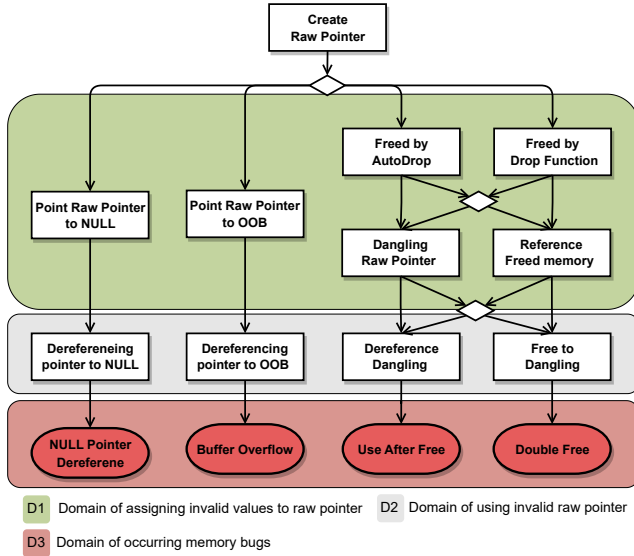 Create
Raw Pointer
Freed by
AutoDrop
Freed by
Drop Function
Point Raw Pointer
to NULL
Point Raw Pointer
to OOB
Dangling
Raw Pointer
Reference
Freed memory
Derefereneing
pointer to NULL
Dereferencing
pointer to OOB
Dereference
Dangling
Free to
Dangling
NULL Pointer
Dereferene
Buffer Overflow
Use After Free
Double Free
D1 Domain of assigning invalid values to raw pointer
D2 Domain of using invalid raw pointer
D3 Domain of occurring memory bugs